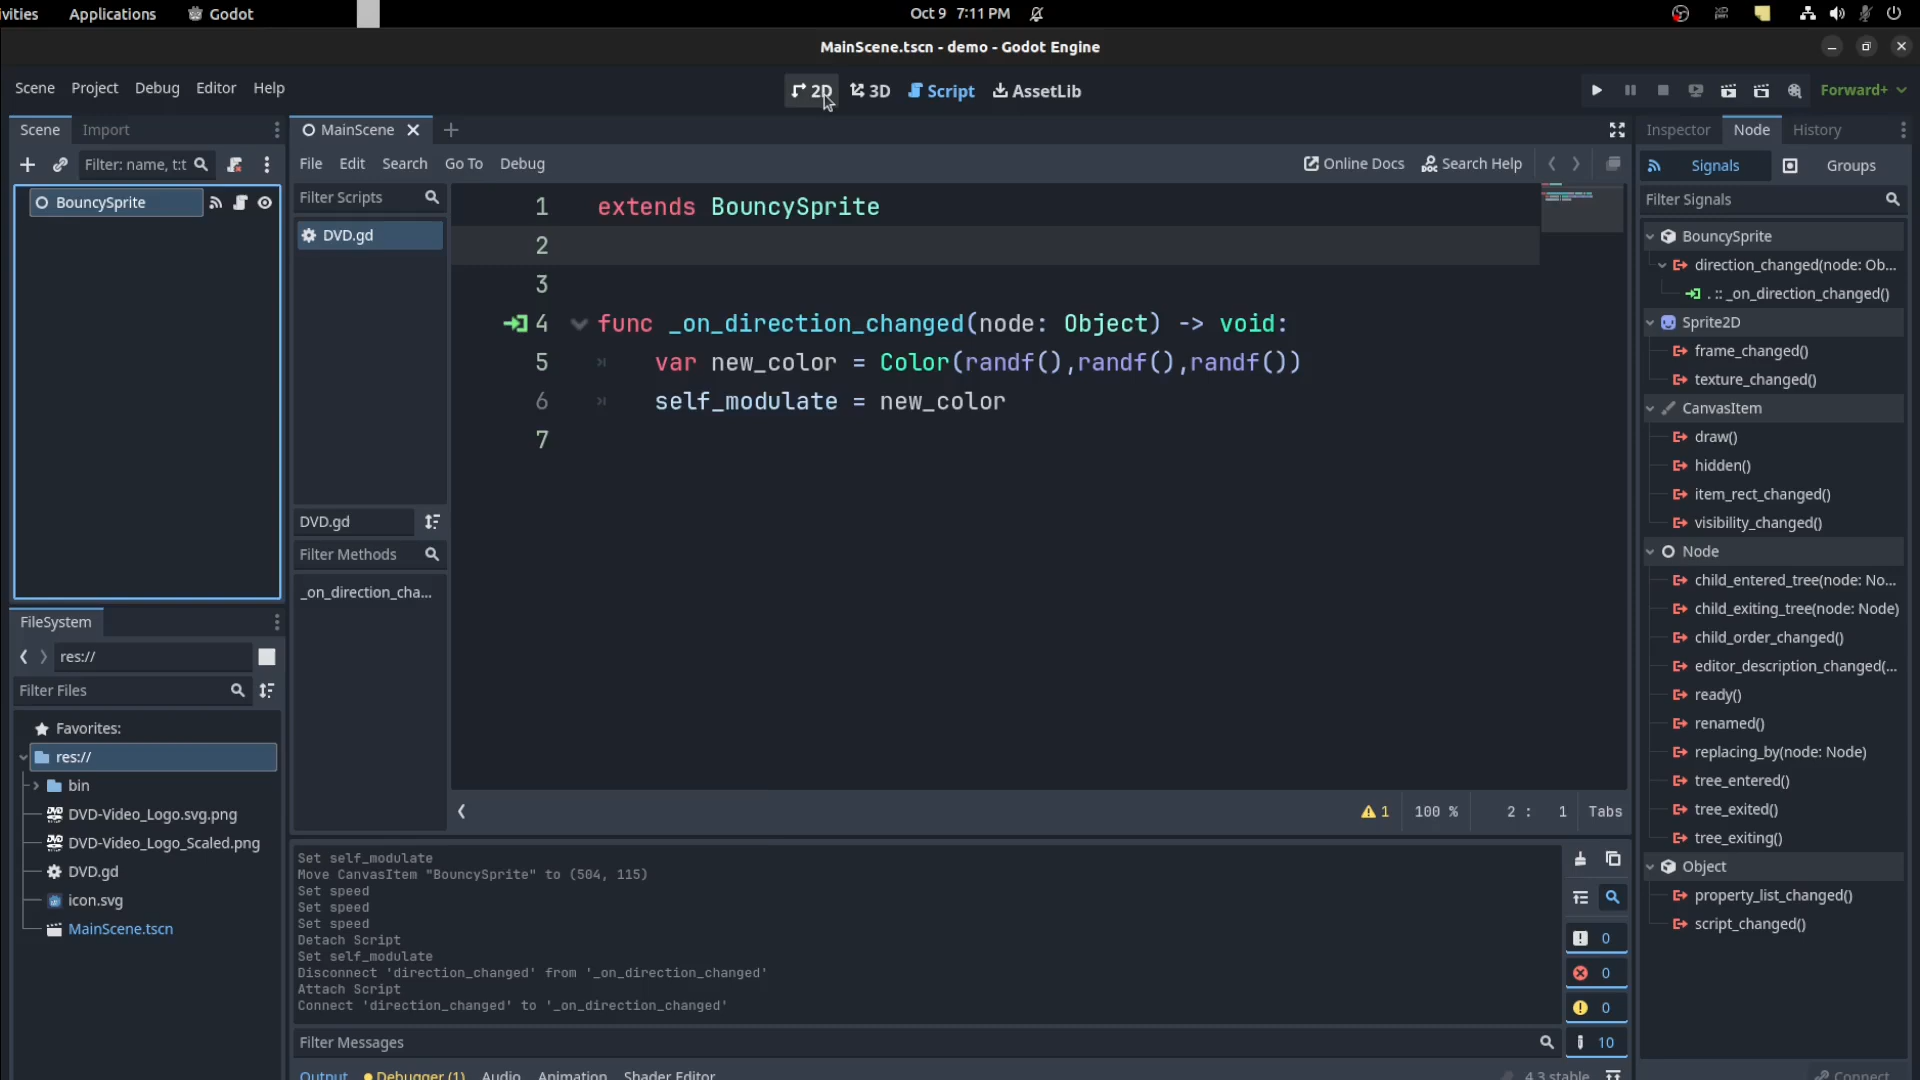 vities Applications Godot Oct 9 7:11 PM
MainScene.tscn - demo - Godot Engine
Scene Project Debug Editor Help 2D 3D Script AssetLib Forward+
Scene Import
Filter: name, t:t
BouncySprite
FileSystem
res://
Filter Files
Favorites:
res://
bin
DVD-Video_Logo.svg.png
DVD-Video_Logo_Scaled.png
DVD.gd
icon.svg
MainScene.tscn
MainScene
File Edit Search Go To Debug Online Docs Search Help
Filter Scripts
DVD.gd
DVD.gd
Filter Methods
_on_direction_cha...
1 extends BouncySprite
2
3
4 func _on_direction_changed(node: Object) -> void:
5 var new_color = Color(randf(),randf(),randf())
6 self_modulate = new_color
7
1 100 % 2 : 1 Tabs
Set self_modulate
Move CanvasItem "BouncySprite" to (504, 115)
Set speed
Set speed
Set speed
Detach Script
Set self_modulate
Disconnect 'direction_changed' from '_on_direction_changed'
Attach Script
Connect 'direction_changed' to '_on_direction_changed'
0
0
0
10
Filter Messages
Output Debugger (1) Audio Animation Shader Editor 4.3.stable
Inspector Node History
Signals Groups
Filter Signals
BouncySprite
direction_changed(node: Ob...
. :: _on_direction_changed()
Sprite2D
frame_changed()
texture_changed()
CanvasItem
draw()
hidden()
item_rect_changed()
visibility_changed()
Node
child_entered_tree(node: No...
child_exiting_tree(node: Node)
child_order_changed()
editor_description_changed(...
ready()
renamed()
replacing_by(node: Node)
tree_entered()
tree_exited()
tree_exiting()
Object
property_list_changed()
script_changed()
Connect